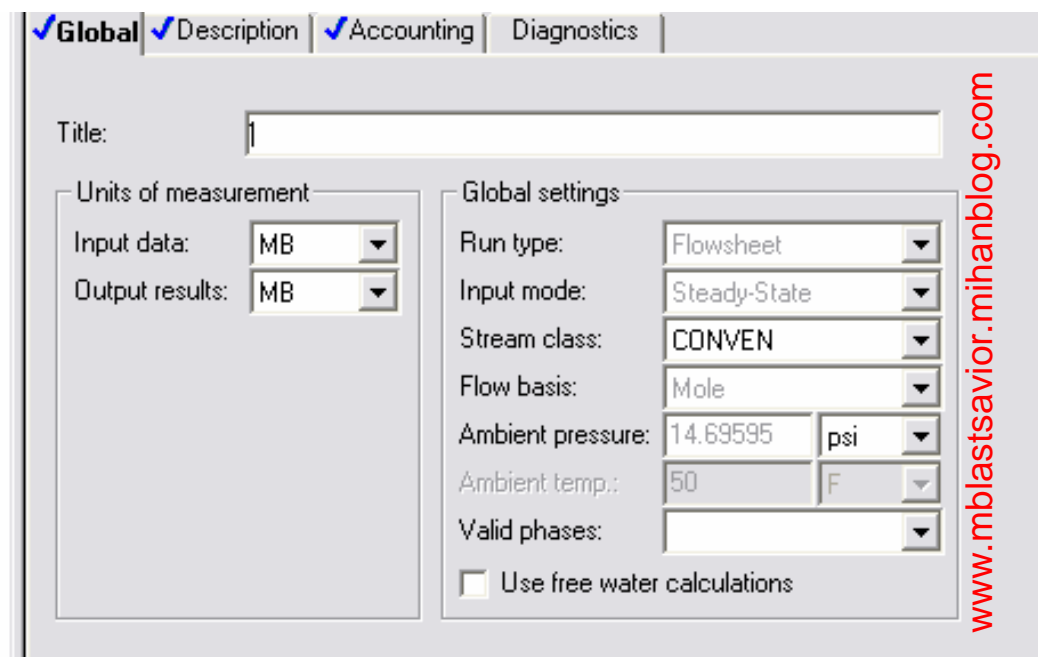 Global Description Accounting Diagnostics
Title: 1
Units of measurement
Input data: MB
Output results: MB
Global settings
Run type: Flowsheet
Input mode: Steady-State
Stream class: CONVEN
Flow basis: Mole
Ambient pressure: 14.69595 psi
Ambient temp.: 50 F
Valid phases:
Use free water calculations
www.mblastsavior.mihanblog.com